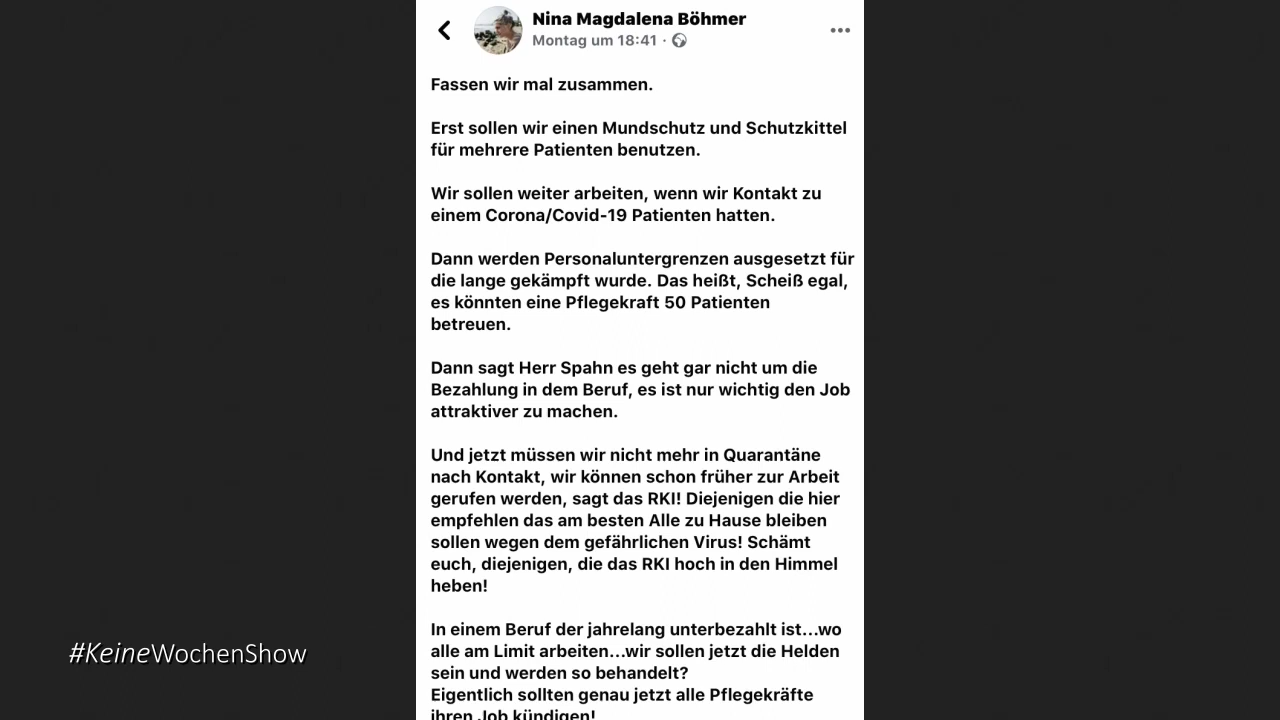 Nina Magdalena Böhmer
Montag um 18:41 ·
Fassen wir mal zusammen.
Erst sollen wir einen Mundschutz und Schutzkittel
für mehrere Patienten benutzen.
Wir sollen weiter arbeiten, wenn wir Kontakt zu
einem Corona/Covid-19 Patienten hatten.
Dann werden Personaluntergrenzen ausgesetzt für
die lange gekämpft wurde. Das heißt, Scheiß egal,
es könnten eine Pflegekraft 50 Patienten
betreuen.
Dann sagt Herr Spahn es geht gar nicht um die
Bezahlung in dem Beruf, es ist nur wichtig den Job
attraktiver zu machen.
Und jetzt müssen wir nicht mehr in Quarantäne
nach Kontakt, wir können schon früher zur Arbeit
gerufen werden, sagt das RKI! Diejenigen die hier
empfehlen das am besten Alle zu Hause bleiben
sollen wegen dem gefährlichen Virus! Schämt
euch, diejenigen, die das RKI hoch in den Himmel
heben!
In einem Beruf der jahrelang unterbezahlt ist...wo
alle am Limit arbeiten...wir sollen jetzt die Helden
sein und werden so behandelt?
Eigentlich sollten genau jetzt alle Pflegekräfte
ihren Job kündigen!
#KeineWochenShow